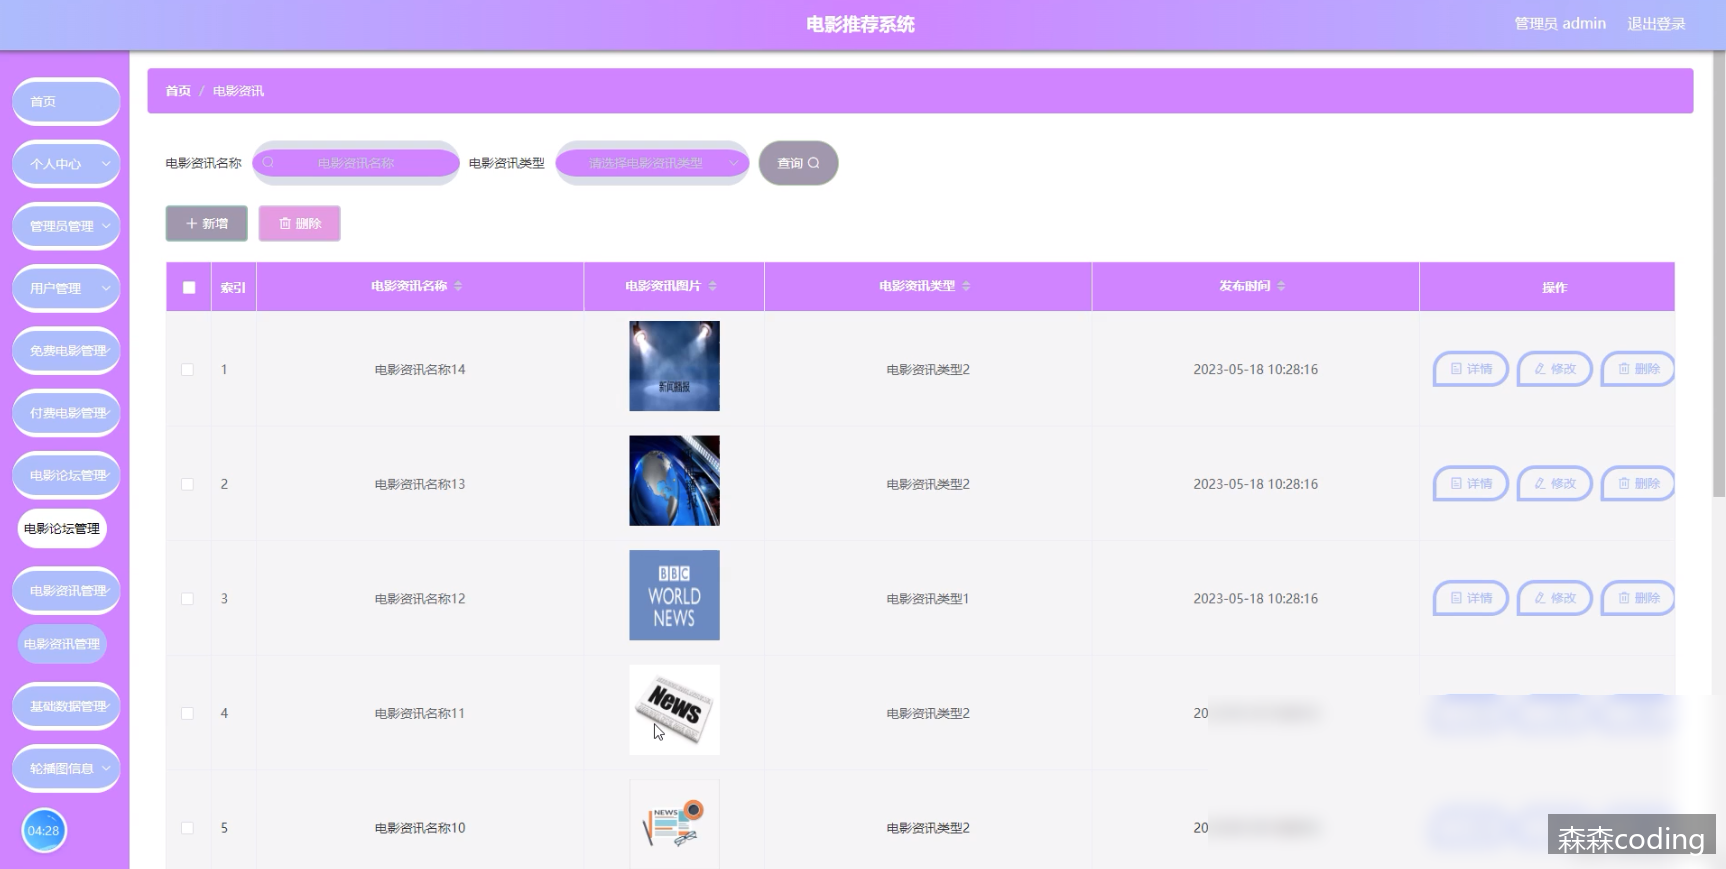 电影推荐系统
管理员 admin 退出登录
首页
个人中心
管理员管理
用户管理
免费电影管理
付费电影管理
电影论坛管理
电影论坛管理
电影资讯管理
电影资讯管理
基础数据管理
轮播图信息
04:28
首页 / 电影资讯
电影资讯名称 电影资讯名称 电影资讯类型 请选择电影资讯类型 查询
新增 删除
索引 电影资讯名称 电影资讯图片 电影资讯类型 发布时间 操作
新闻播报
1 电影资讯名称14 电影资讯类型2 2023-05-18 10:28:16 详情 修改 删除
2 电影资讯名称13 电影资讯类型2 2023-05-18 10:28:16 详情 修改 删除
BBC
WORLD
NEWS
3 电影资讯名称12 电影资讯类型1 2023-05-18 10:28:16 详情 修改 删除
News
4 电影资讯名称11 电影资讯类型2 20
NEWS
5 电影资讯名称10 电影资讯类型2 20
森森coding